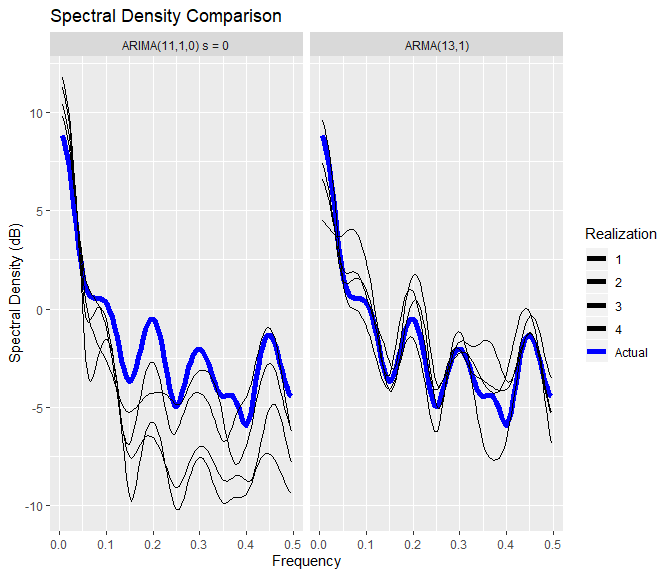 Spectral Density Comparison
ARIMA(11,1,0) s = 0
ARMA(13,1)
Spectral Density (dB)
10
5
0
-5
-10
0.0 0.1 0.2 0.3 0.4 0.5
0.0 0.1 0.2 0.3 0.4 0.5
Frequency
Realization
1
2
3
4
Actual